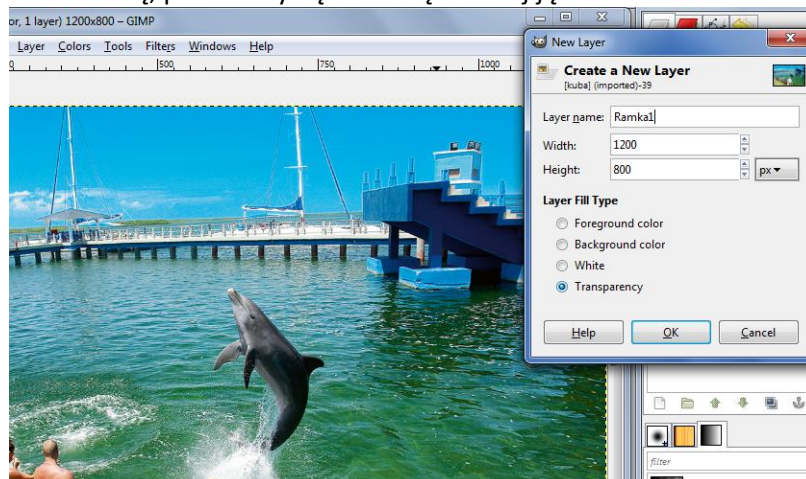 or, 1 layer) 1200x800 – GIMP
Layer Colors Tools Filters Windows Help
500 750 1000
New Layer
Create a New Layer
[kuba] (imported)-39
Layer name: Ramka1
Width: 1200
Height: 800 px
Layer Fill Type
Foreground color
Background color
White
Transparency
Help OK Cancel
filter